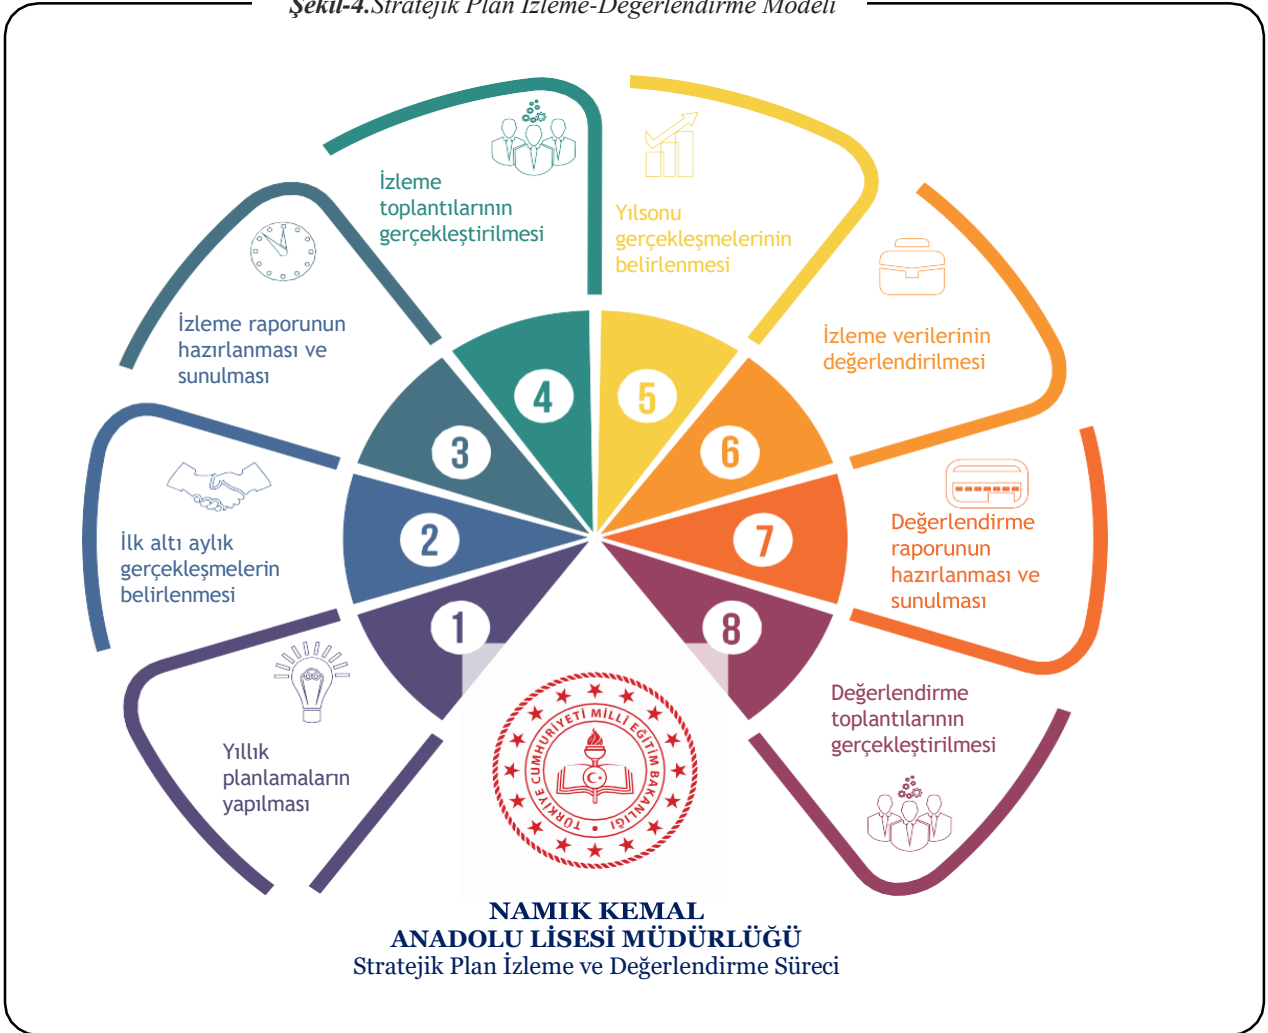 Şekil-4.Stratejik Plan İzleme-Değerlendirme Modeli
İzleme
toplantılarının
gerçekleştirilmesi
Yılsonu
gerçekleşmelerinin
belirlenmesi
İzleme raporunun
hazırlanması ve
sunulması
İzleme verilerinin
değerlendirilmesi
İlk altı aylık
gerçekleşmelerin
belirlenmesi
Değerlendirme
raporunun
hazırlanması ve
sunulması
Yıllık
planlamaların
yapılması
Değerlendirme
toplantılarının
gerçekleştirilmesi
1
2
3
4
5
6
7
8
TÜRKİYE CUMHURİYETİ MİLLİ EĞİTİM BAKANLIĞI
NAMIK KEMAL
ANADOLU LİSESİ MÜDÜRLÜĞÜ
Stratejik Plan İzleme ve Değerlendirme Süreci